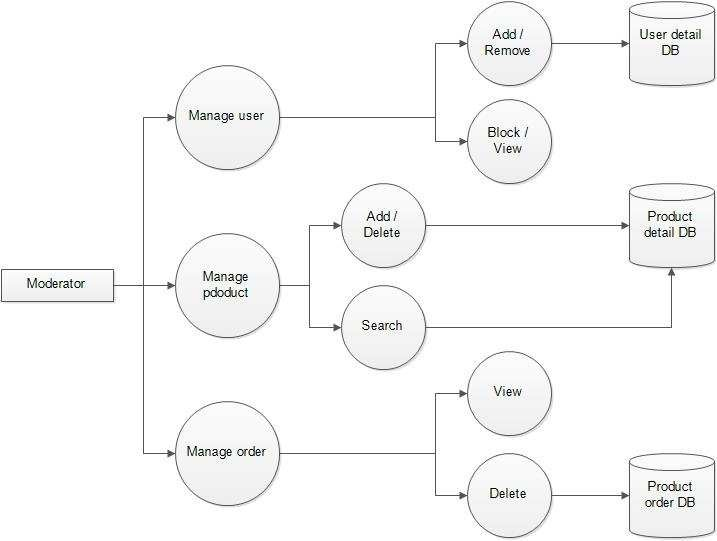 Add /
Remove
User detail
DB
Manage user
Block /
View
Add /
Delete
Product
detail DB
Moderator
Manage
pdoduct
Search
View
Manage order
Delete
Product
order DB